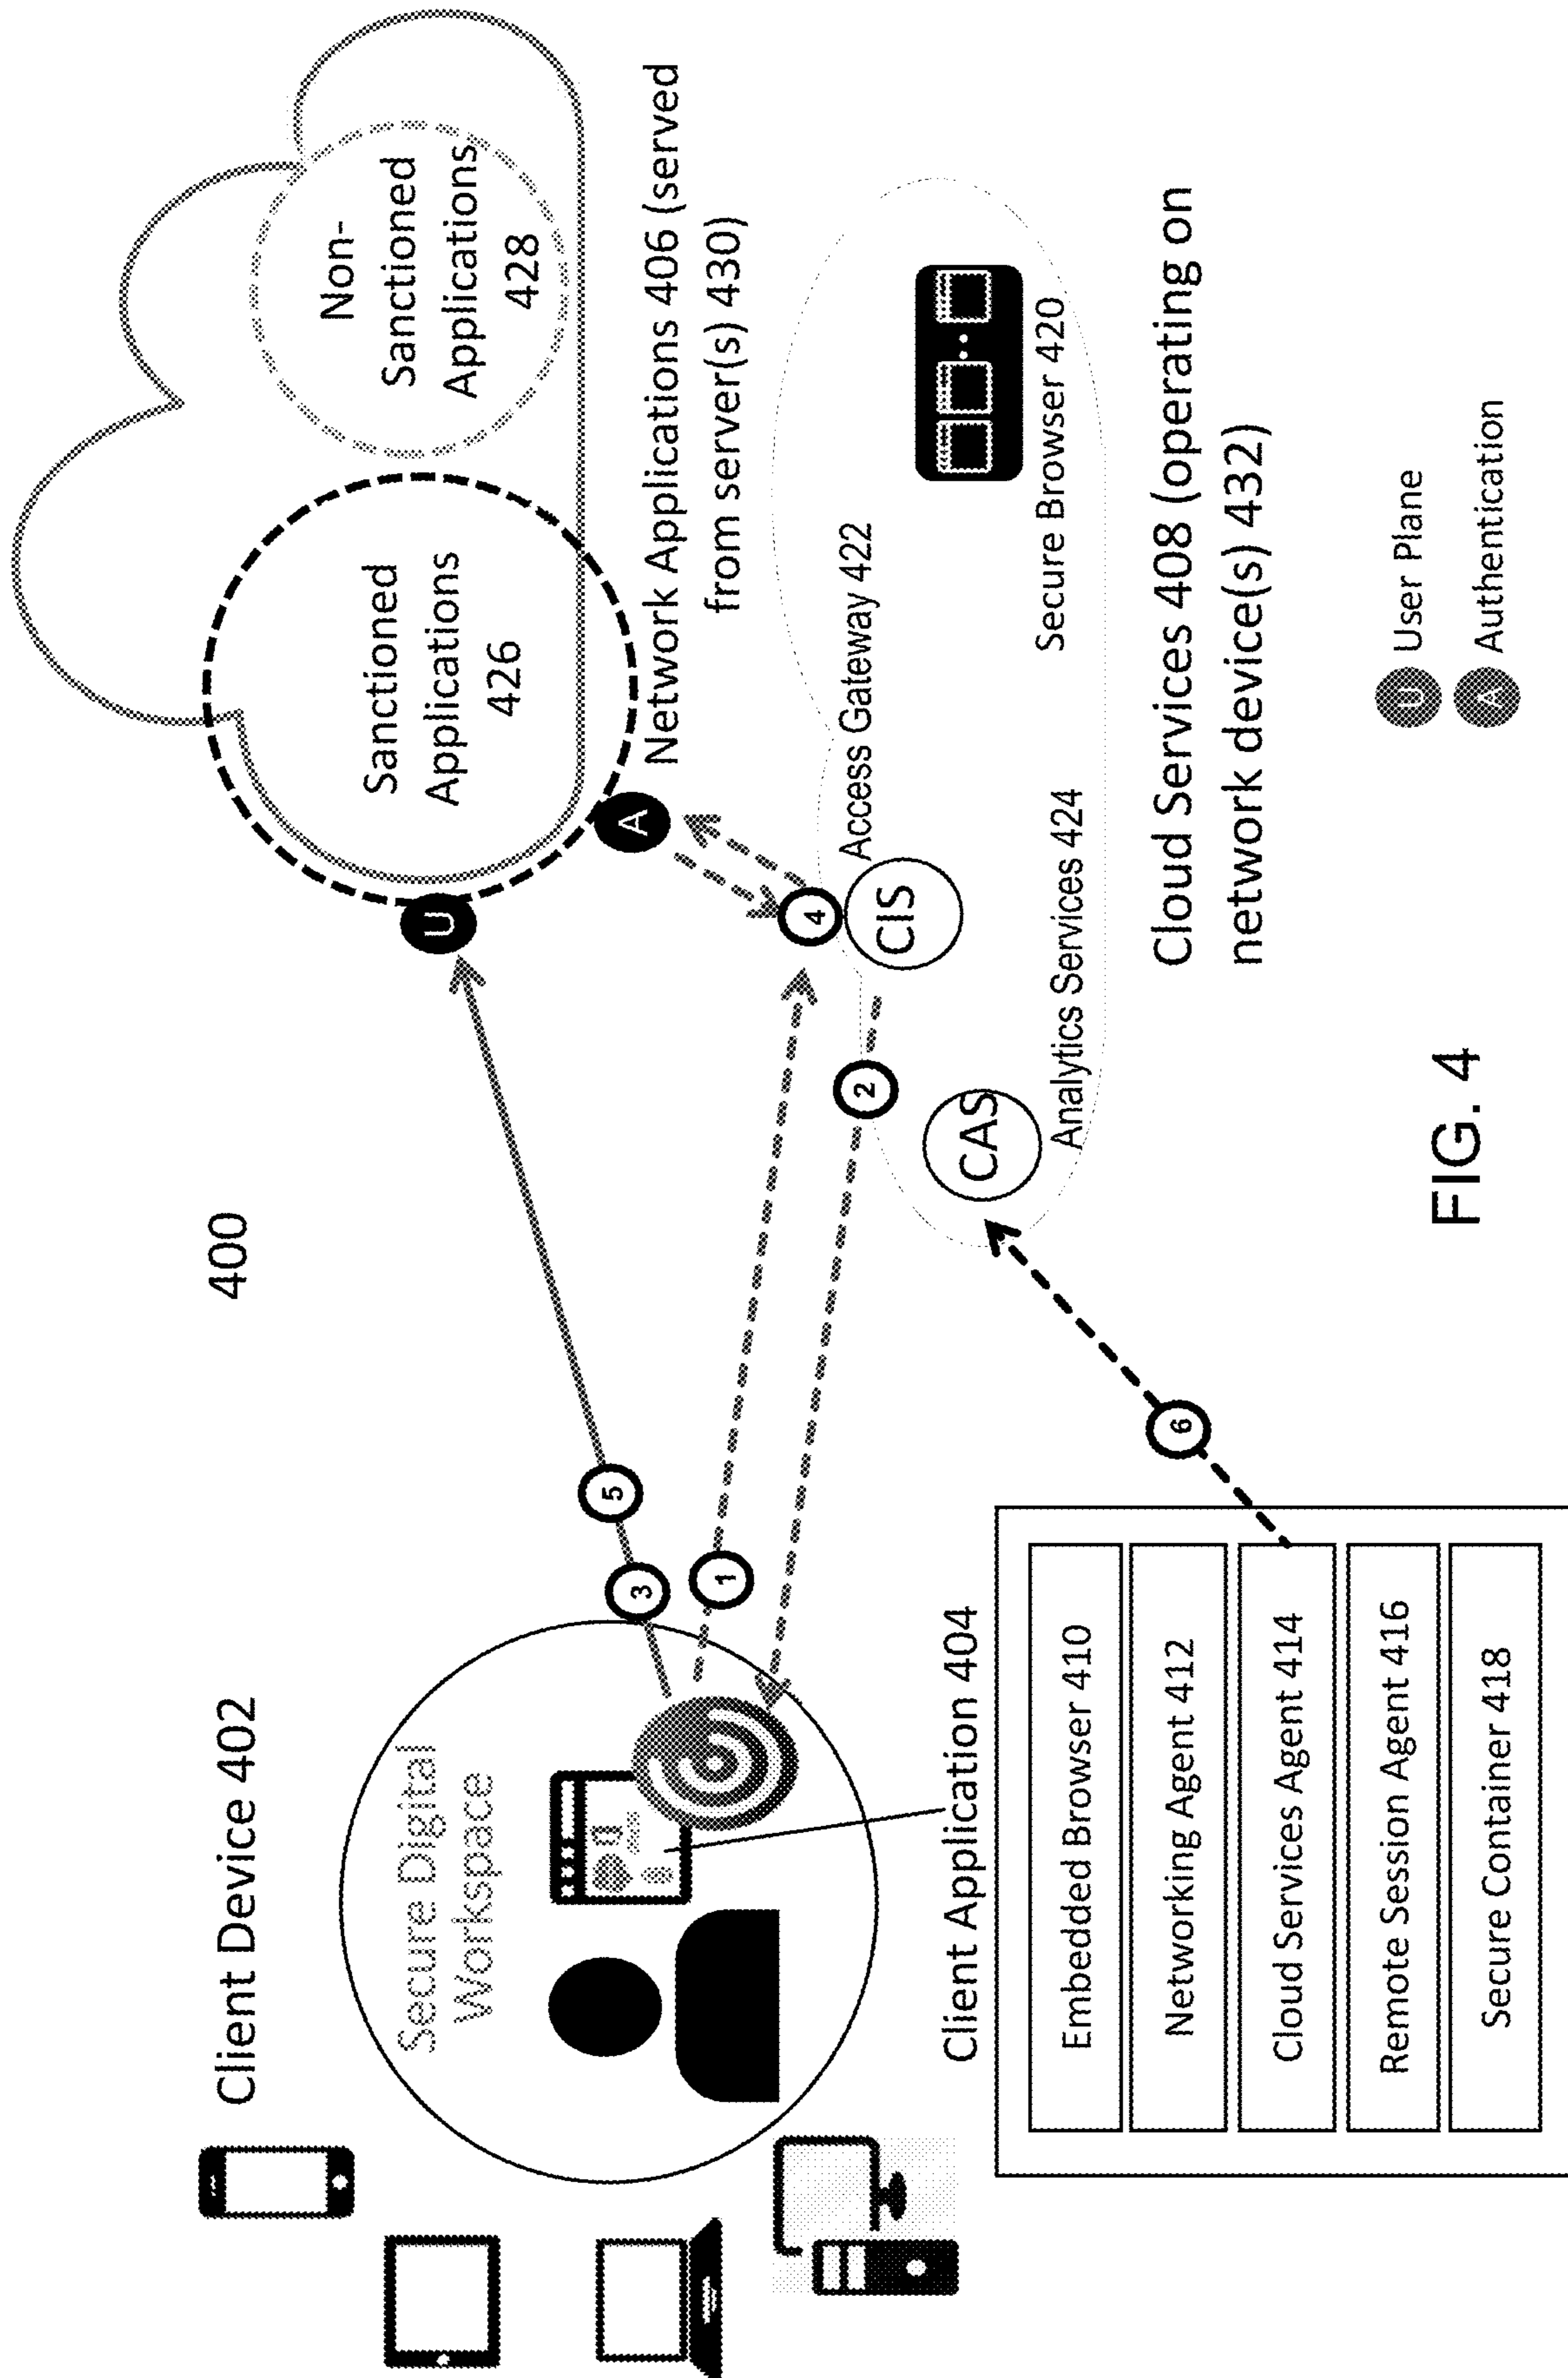 400
Client Device 402
Secure Digital
Workspace
Client Application 404
Embedded Browser 410
Networking Agent 412
Cloud Services Agent 414
Remote Session Agent 416
Secure Container 418
3
5
1
2
4
6
U
A
Sanctioned
Applications
426
Non-
Sanctioned
Applications
428
Network Applications 406 (served
from server(s) 430)
Access Gateway 422
CIS
CAS
Analytics Services 424
Secure Browser 420
Cloud Services 408 (operating on
network device(s) 432)
U User Plane
A Authentication
FIG. 4